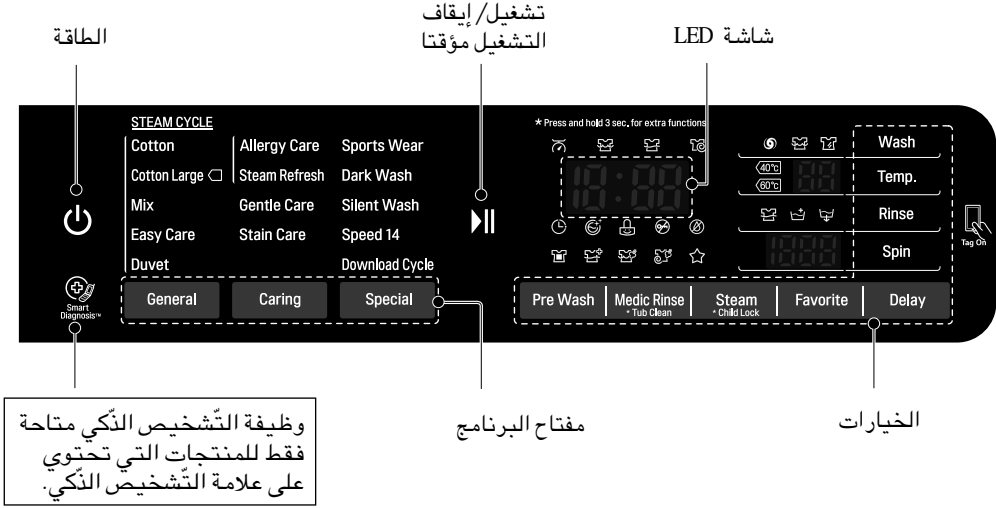 الطاقة
تشغيل/إيقاف
التشغيل مؤقتا
شاشة LED
STEAM CYCLE
Cotton
Cotton Large
Mix
Easy Care
Duvet
Allergy Care
Steam Refresh
Gentle Care
Stain Care
Sports Wear
Dark Wash
Silent Wash
Speed 14
Download Cycle
General
Caring
Special
Smart
Diagnosis™
* Press and hold 3 sec. for extra functions
18:88
40°c
60°c
88
1888
Wash
Temp.
Rinse
Spin
Tag On
Pre Wash
Medic Rinse
* Tub Clean
Steam
* Child Lock
Favorite
Delay
وظيفة التّشخيص الذّكي متاحة
فقط للمنتجات التي تحتوي
على علامة التّشخيص الذّكي.
مفتاح البرنامج
الخيارات